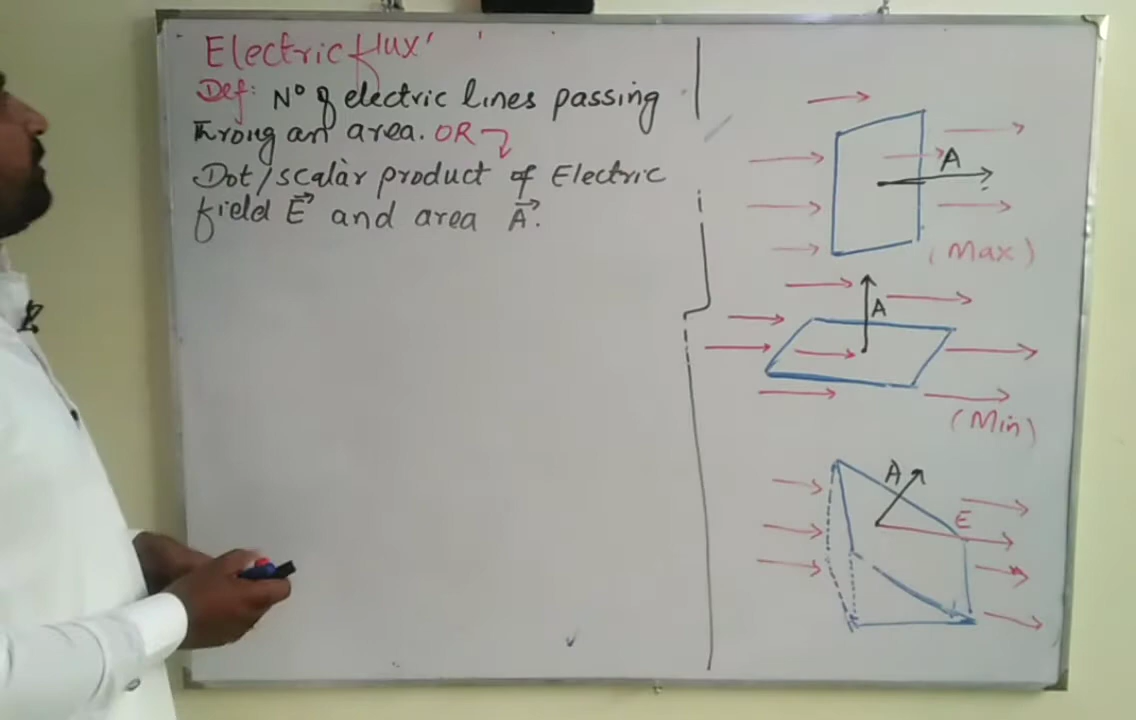 Electric flux
Def: Nº of electric lines passing
throug an area. OR
Dot/scalar product of Electric
field E⃗ and area A⃗.
A
(Max)
A
(Min)
A
E